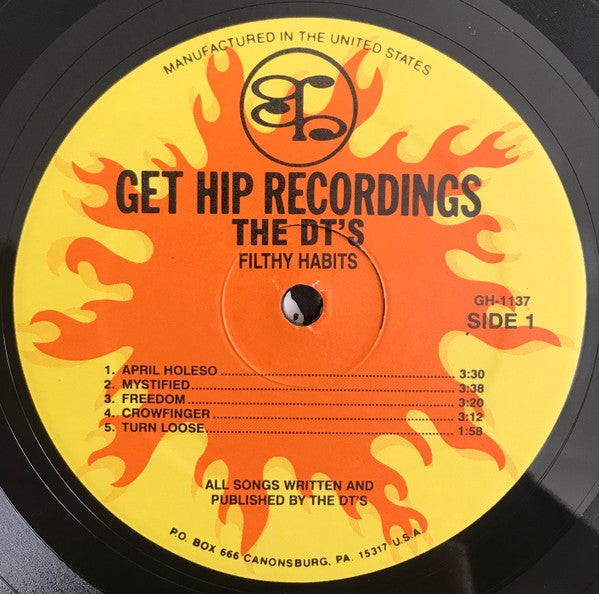 MANUFACTURED IN THE UNITED STATES
GET HIP RECORDINGS
THE DT'S
FILTHY HABITS
GH-1137
SIDE 1
1. APRIL HOLESO 3:30
2. MYSTIFIED 3:38
3. FREEDOM 3:20
4. CROWFINGER 3:12
5. TURN LOOSE 1:58
ALL SONGS WRITTEN AND
PUBLISHED BY THE DT'S
P.O. BOX 666 CANONSBURG, PA. 15317 U.S.A.